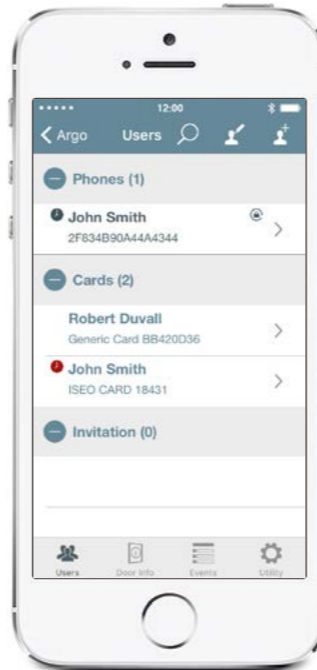 12:00
Argo Users
Phones (1)
John Smith
2F834B90A44A4344
Cards (2)
Robert Duvall
Generic Card BB420D36
John Smith
ISEO CARD 18431
Invitation (0)
Users Door Info Events Utility